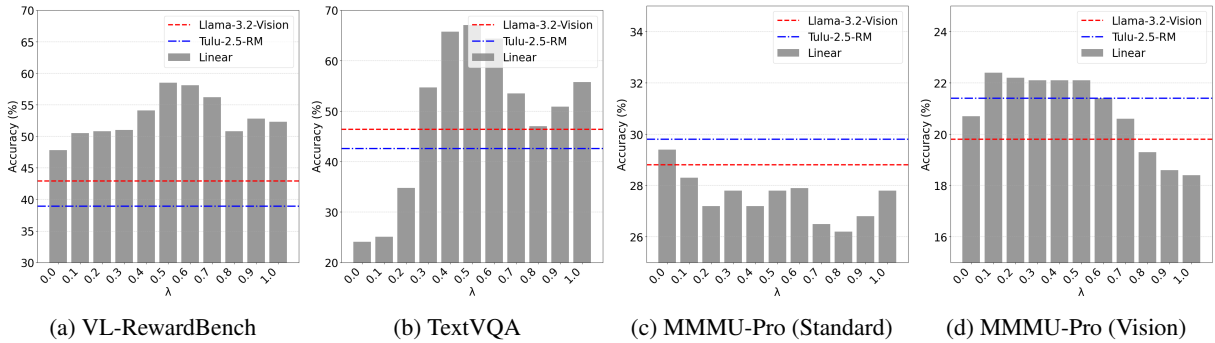 70
65
60
55
50
45
40
35
30
Accuracy (%)
Llama-3.2-Vision
Tulu-2.5-RM
Linear
0.0 0.1 0.2 0.3 0.4 0.5 0.6 0.7 0.8 0.9 1.0
λ
(a) VL-RewardBench
70
60
50
40
30
20
Accuracy (%)
Llama-3.2-Vision
Tulu-2.5-RM
Linear
0.0 0.1 0.2 0.3 0.4 0.5 0.6 0.7 0.8 0.9 1.0
λ
(b) TextVQA
34
32
30
28
26
Accuracy (%)
Llama-3.2-Vision
Tulu-2.5-RM
Linear
0.0 0.1 0.2 0.3 0.4 0.5 0.6 0.7 0.8 0.9 1.0
λ
(c) MMMU-Pro (Standard)
24
22
20
18
16
Accuracy (%)
Llama-3.2-Vision
Tulu-2.5-RM
Linear
0.0 0.1 0.2 0.3 0.4 0.5 0.6 0.7 0.8 0.9 1.0
λ
(d) MMMU-Pro (Vision)